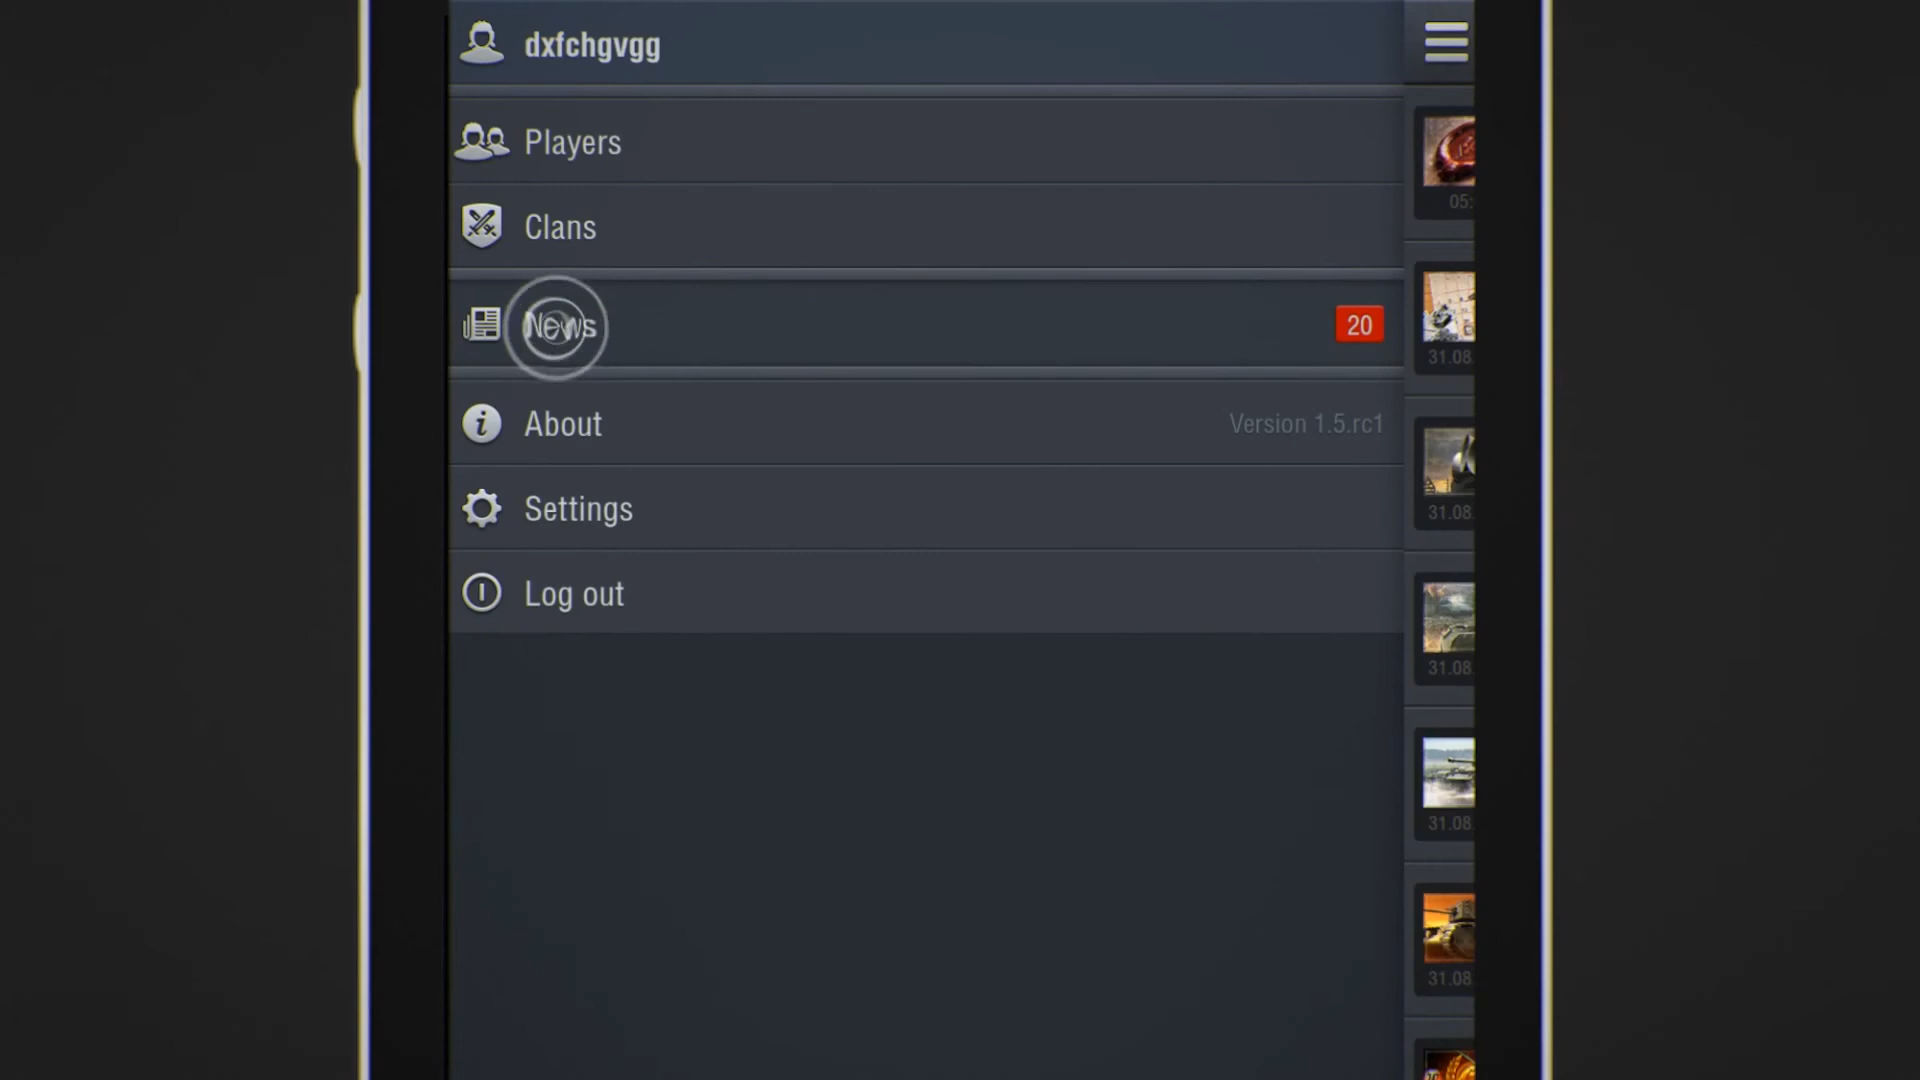 dxfchgvgg
Players
05:
Clans
News
20
31.08
About
Version 1.5.rc1
Settings
31.08
Log out
31.08
31.08
31.08